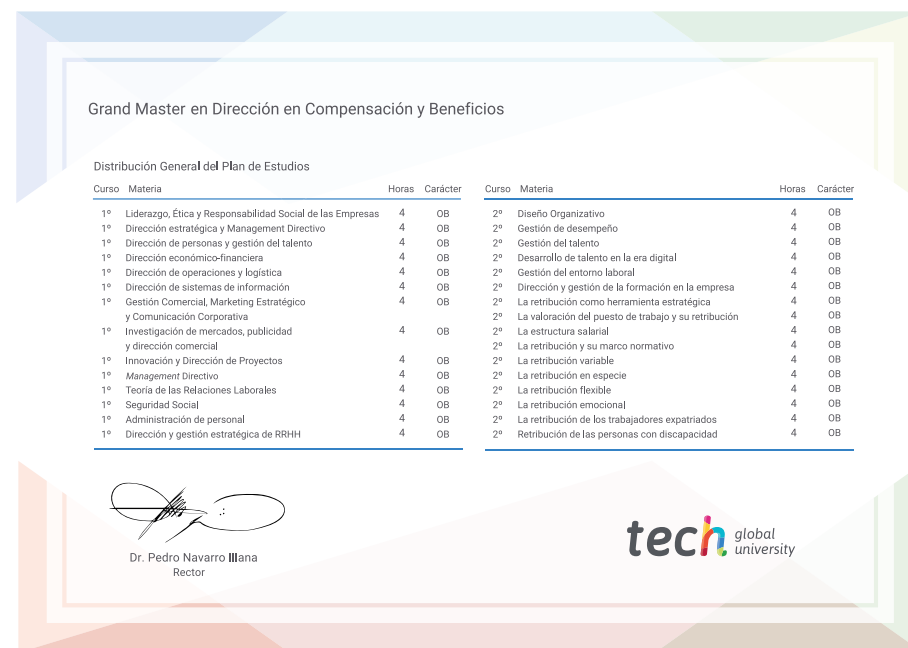 Grand Master en Dirección en Compensación y Beneficios
Distribución General del Plan de Estudios
Curso Materia Horas Carácter
1º Liderazgo, Ética y Responsabilidad Social de las Empresas 4 OB
1º Dirección estratégica y Management Directivo 4 OB
1º Dirección de personas y gestión del talento 4 OB
1º Dirección económico-financiera 4 OB
1º Dirección de operaciones y logística 4 OB
1º Dirección de sistemas de información 4 OB
1º Gestión Comercial, Marketing Estratégico 4 OB
y Comunicación Corporativa
1º Investigación de mercados, publicidad 4 OB
y dirección comercial
1º Innovación y Dirección de Proyectos 4 OB
1º Management Directivo 4 OB
1º Teoría de las Relaciones Laborales 4 OB
1º Seguridad Social 4 OB
1º Administración de personal 4 OB
1º Dirección y gestión estratégica de RRHH 4 OB
Curso Materia Horas Carácter
2º Diseño Organizativo 4 OB
2º Gestión de desempeño 4 OB
2º Gestión del talento 4 OB
2º Desarrollo de talento en la era digital 4 OB
2º Gestión del entorno laboral 4 OB
2º Dirección y gestión de la formación en la empresa 4 OB
2º La retribución como herramienta estratégica 4 OB
2º La valoración del puesto de trabajo y su retribución 4 OB
2º La estructura salarial 4 OB
2º La retribución y su marco normativo 4 OB
2º La retribución variable 4 OB
2º La retribución en especie 4 OB
2º La retribución flexible 4 OB
2º La retribución emocional 4 OB
2º La retribución de los trabajadores expatriados 4 OB
2º Retribución de las personas con discapacidad 4 OB
Dr. Pedro Navarro Illana
Rector
tech global
university